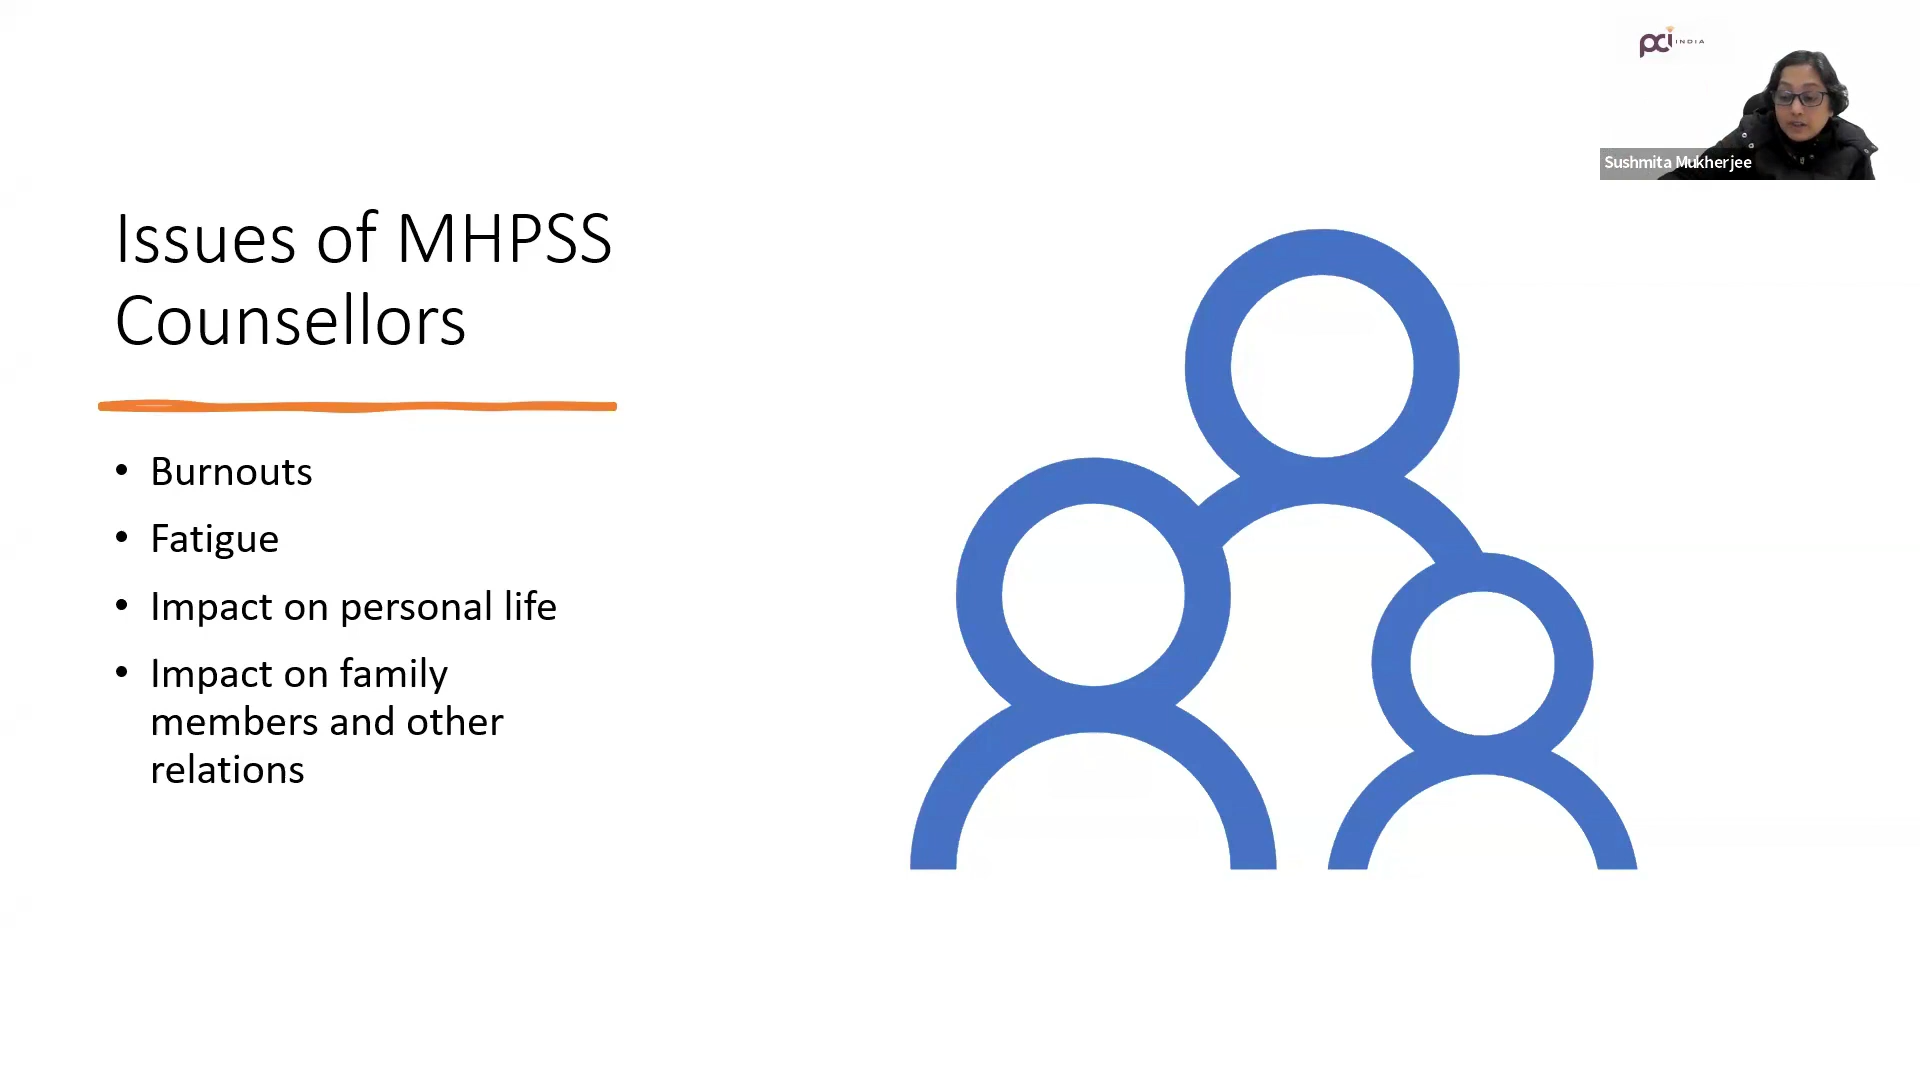 pci INDIA
Sushmita Mukherjee
Issues of MHPSS
Counsellors
• Burnouts
• Fatigue
• Impact on personal life
• Impact on family
members and other
relations